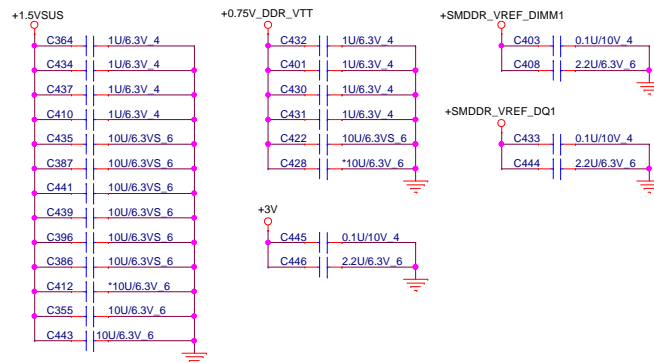 +1.5VSUS
C364 1U/6.3V_4
C434 1U/6.3V_4
C437 1U/6.3V_4
C410 1U/6.3V_4
C435 10U/6.3VS_6
C387 10U/6.3VS_6
C441 10U/6.3VS_6
C439 10U/6.3VS_6
C396 10U/6.3VS_6
C386 10U/6.3VS_6
C412 *10U/6.3V_6
C355 10U/6.3V_6
C443 10U/6.3V_6
+0.75V_DDR_VTT
C432 1U/6.3V_4
C401 1U/6.3V_4
C430 1U/6.3V_4
C431 1U/6.3V_4
C422 10U/6.3VS_6
C428 *10U/6.3V_6
+3V
C445 0.1U/10V_4
C446 2.2U/6.3V_6
+SMDDR_VREF_DIMM1
C403 0.1U/10V_4
C408 2.2U/6.3V_6
+SMDDR_VREF_DQ1
C433 0.1U/10V_4
C444 2.2U/6.3V_6